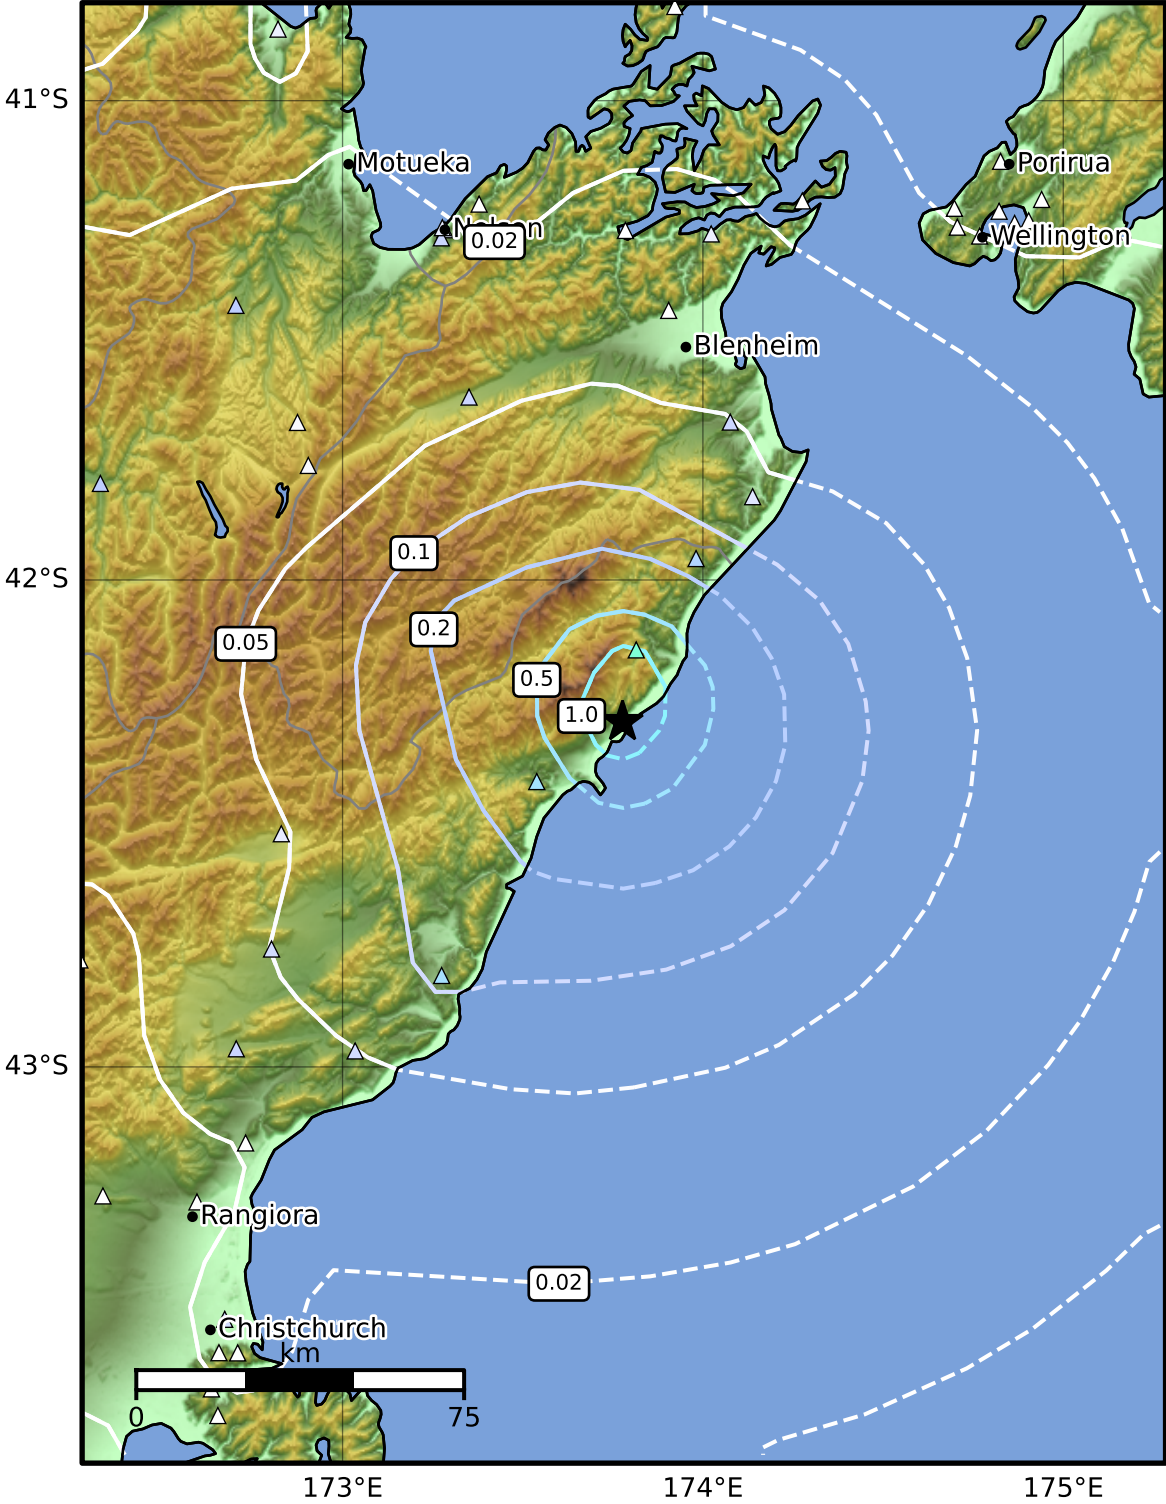 41°S
Motueka
Porirua
Nelson
0.02
Wellington
Blenheim
0.1
42°S
0.2
0.05
0.5
1.0
43°S
Rangiora
0.02
Christchurch
km
0
75
173°E
174°E
175°E